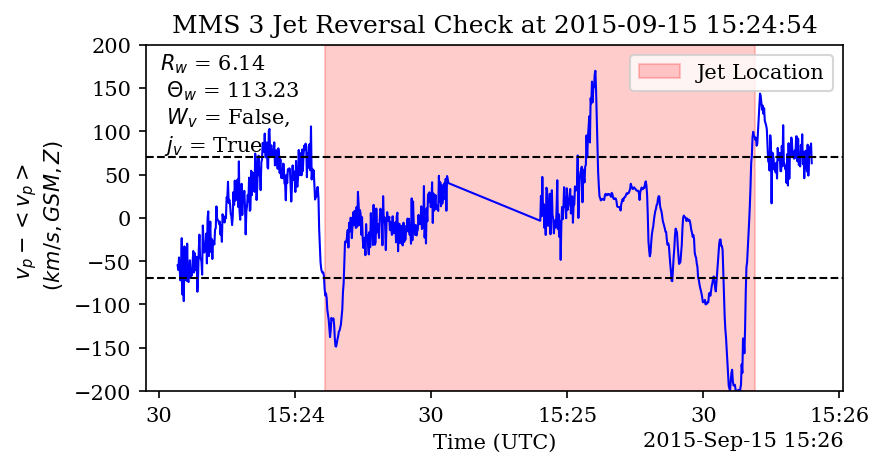 MMS 3 Jet Reversal Check at 2015-09-15 15:24:54
R_w = 6.14
Θ_w = 113.23
W_v = False,
j_v = True
Jet Location
v_p − < v_p >
(km/s, GSM, Z)
200
150
100
50
0
−50
−100
−150
−200
30
15:24
30
15:25
30
15:26
Time (UTC)
2015-Sep-15 15:26